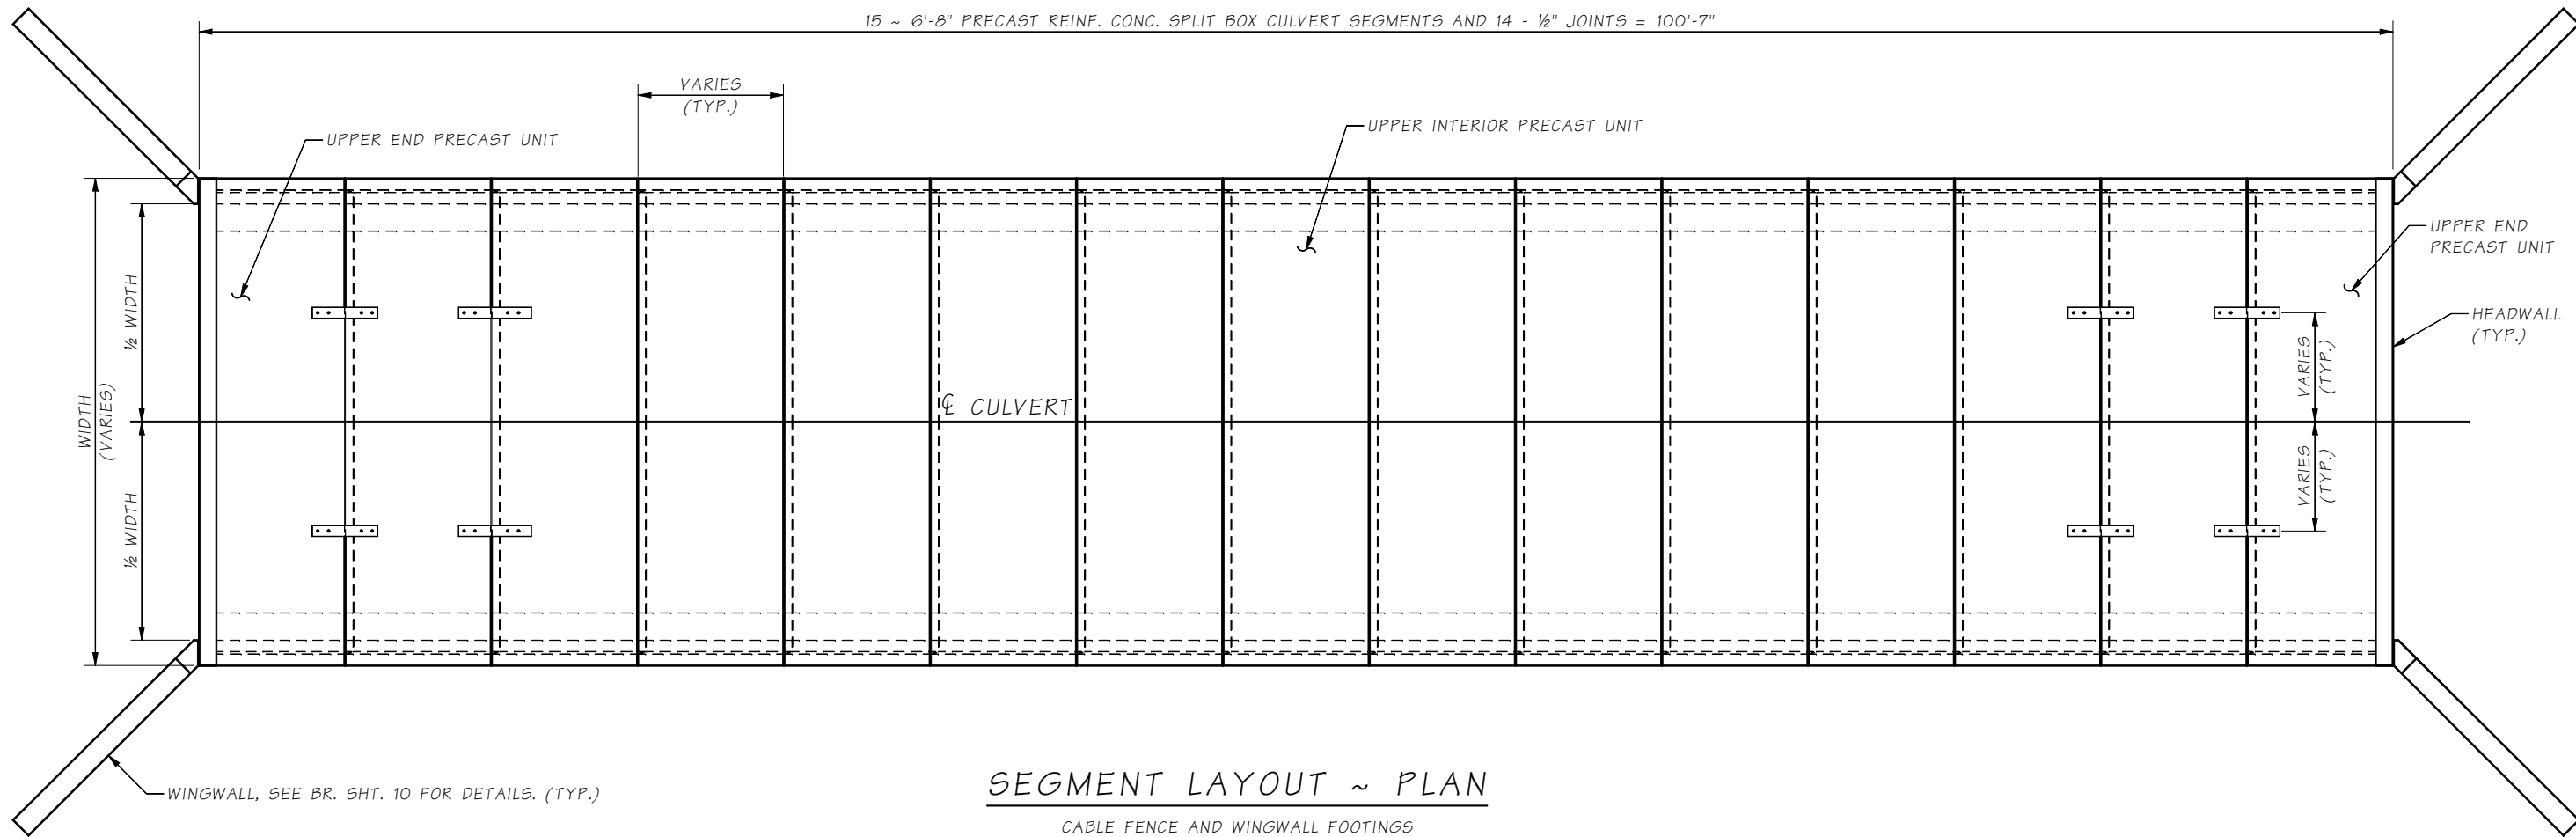 15 ~ 6'-8" PRECAST REINF. CONC. SPLIT BOX CULVERT SEGMENTS AND 14 - ½" JOINTS = 100'-7"
VARIES
(TYP.)
UPPER END PRECAST UNIT
UPPER INTERIOR PRECAST UNIT
UPPER END
PRECAST UNIT
HEADWALL
(TYP.)
½ WIDTH
WIDTH
(VARIES)
½ WIDTH
℄ CULVERT
VARIES
(TYP.)
VARIES
(TYP.)
WINGWALL, SEE BR. SHT. 10 FOR DETAILS. (TYP.)
SEGMENT LAYOUT ~ PLAN
CABLE FENCE AND WINGWALL FOOTINGS